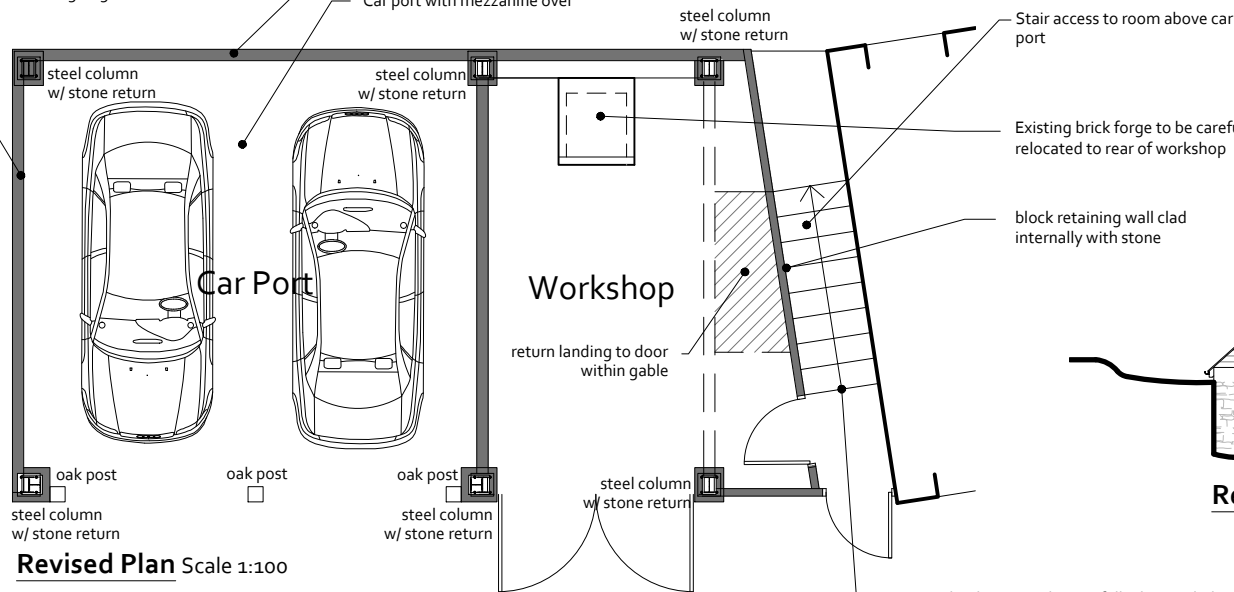 Car port with mezzanine over
steel column
w/ stone return
Stair access to room above car
port
steel column
w/ stone return
steel column
w/ stone return
Existing brick forge to be
relocated to rear of workshop
block retaining wall clad
internally with stone
Car Port
Workshop
return landing to door
within gable
oak post
oak post
oak post
steel column
w/ stone return
steel column
w/ stone return
steel column
w/ stone return
Revised Plan Scale 1:100